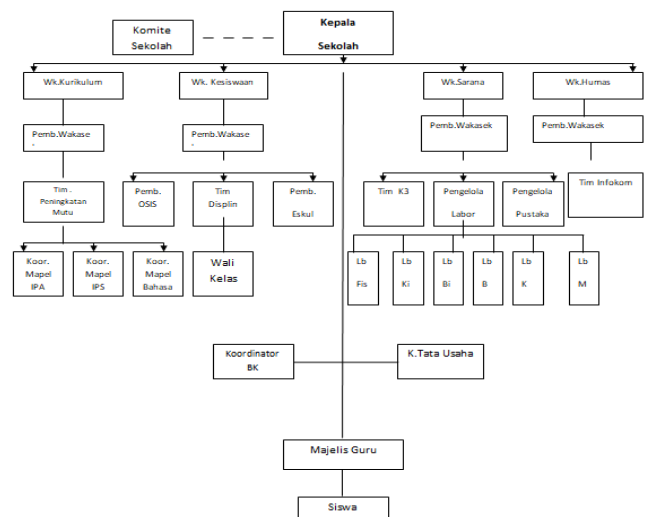 Komite
Sekolah
Kepala
Sekolah
Wk.Kurikulum
Wk. Kesiswaan
Wk.Sarana
Wk.Humas
Pemb.Wakase
Pemb.Wakase
Pemb.Wakasek
Pemb.Wakasek
Tim .
Peningkatan
Mutu
Pemb.
OSIS
Tim
Displin
Pemb.
Eskul
Tim K3
Pengelola
Labor
Pengelola
Pustaka
Tim Infokom
Koor.
Mapel
IPA
Koor.
Mapel
IPS
Koor.
Mapel
Bahasa
Wali
Kelas
Lb
Fis
Lb
Ki
Lb
Bi
Lb
B
Lb
K
Lb
M
Koordinator
BK
K.Tata Usaha
Majelis Guru
Siswa